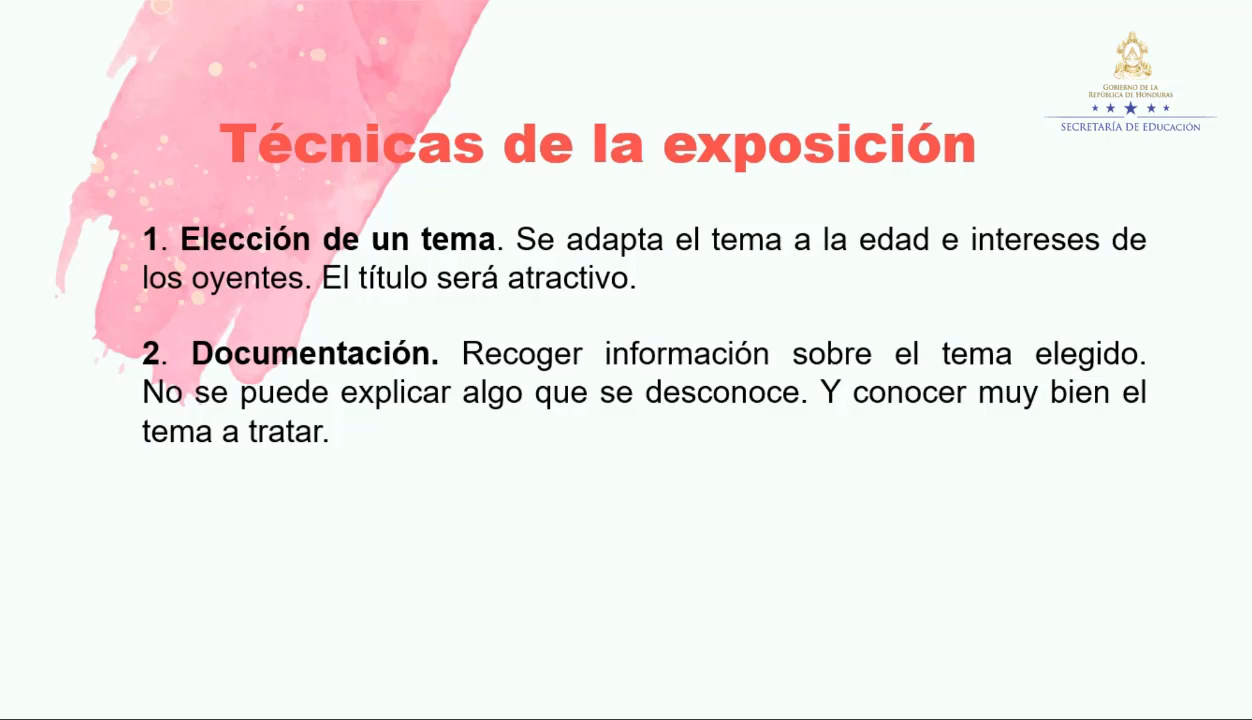 GOBIERNO DE LA
REPÚBLICA DE HONDURAS
SECRETARÍA DE EDUCACIÓN
Técnicas de la exposición
1. Elección de un tema. Se adapta el tema a la edad e intereses de
los oyentes. El título será atractivo.
2. Documentación. Recoger información sobre el tema elegido.
No se puede explicar algo que se desconoce. Y conocer muy bien el
tema a tratar.